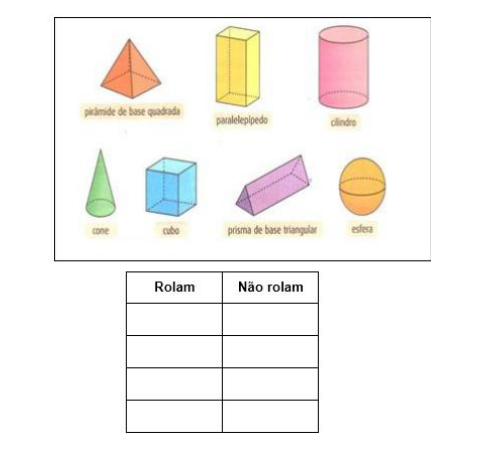 pirâmide de base quadrada
paralelepípedo
cilindro
cone
cubo
prisma de base triangular
esfera
Rolam Não rolam